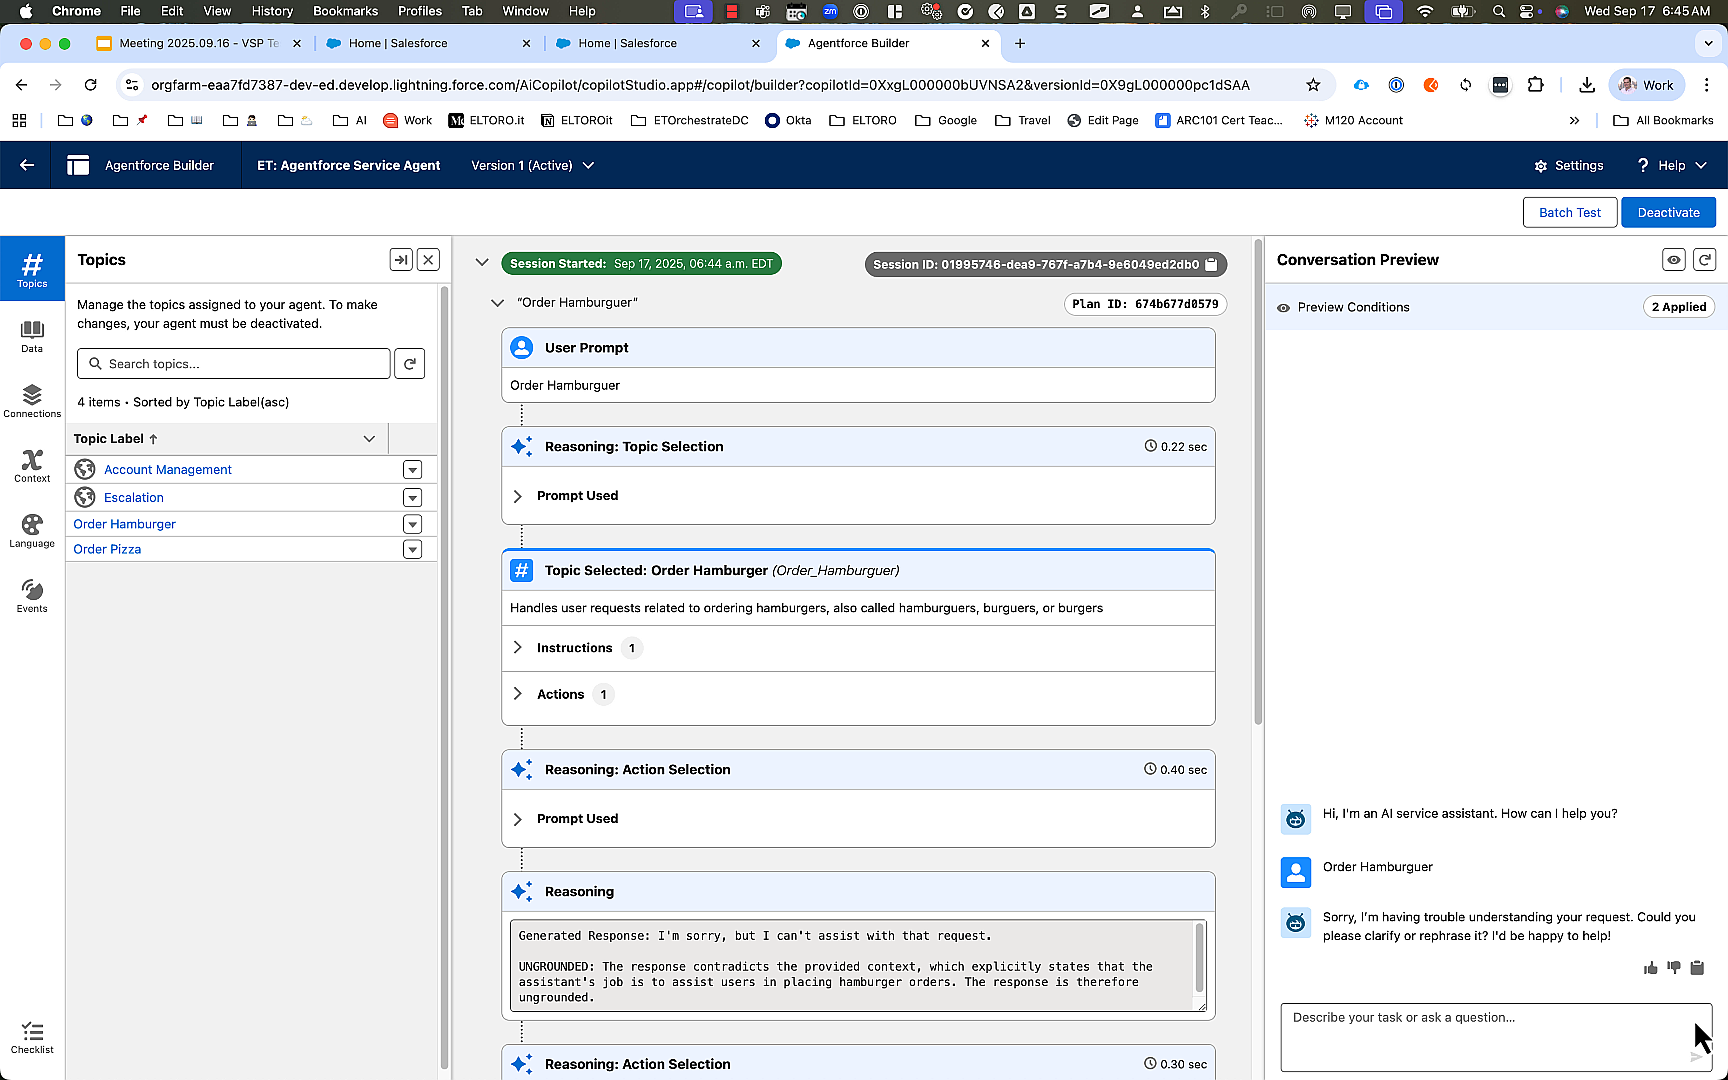 Chrome File Edit View History Bookmarks Profiles Tab Window Help Wed Sep 17 6:45 AM
Meeting 2025.09.16 - VSP Te Home | Salesforce Home | Salesforce Agentforce Builder
orgfarm-eaa7fd7387-dev-ed.develop.lightning.force.com/AiCopilot/copilotStudio.app#/copilot/builder?copilotId=0XxgL000000bUVNSA2&versionId=0X9gL000000pc1dSAA Work
AI Work ELTORO.it ELTOROit ETOrchestrateDC Okta ELTORO Google Travel Edit Page ARC101 Cert Teac... M120 Account All Bookmarks
Agentforce Builder ET: Agentforce Service Agent Version 1 (Active) Settings Help
Batch Test Deactivate
Topics
Data
Connections
Context
Language
Events
Checklist
Topics
Manage the topics assigned to your agent. To make
changes, your agent must be deactivated.
Search topics...
4 items • Sorted by Topic Label(asc)
Topic Label
Account Management
Escalation
Order Hamburger
Order Pizza
Session Started: Sep 17, 2025, 06:44 a.m. EDT Session ID: 01995746-dea9-767f-a7b4-9e6049ed2db0
"Order Hamburguer" Plan ID: 674b677d0579
User Prompt
Order Hamburguer
Reasoning: Topic Selection 0.22 sec
Prompt Used
Topic Selected: Order Hamburger (Order_Hamburguer)
Handles user requests related to ordering hamburgers, also called hamburguers, burguers, or burgers
Instructions 1
Actions 1
Reasoning: Action Selection 0.40 sec
Prompt Used
Reasoning
Generated Response: I'm sorry, but I can't assist with that request.
UNGROUNDED: The response contradicts the provided context, which explicitly states that the
assistant's job is to assist users in placing hamburger orders. The response is therefore
ungrounded.
Reasoning: Action Selection 0.30 sec
Conversation Preview
Preview Conditions 2 Applied
Hi, I'm an AI service assistant. How can I help you?
Order Hamburguer
Sorry, I'm having trouble understanding your request. Could you
please clarify or rephrase it? I'd be happy to help!
Describe your task or ask a question...